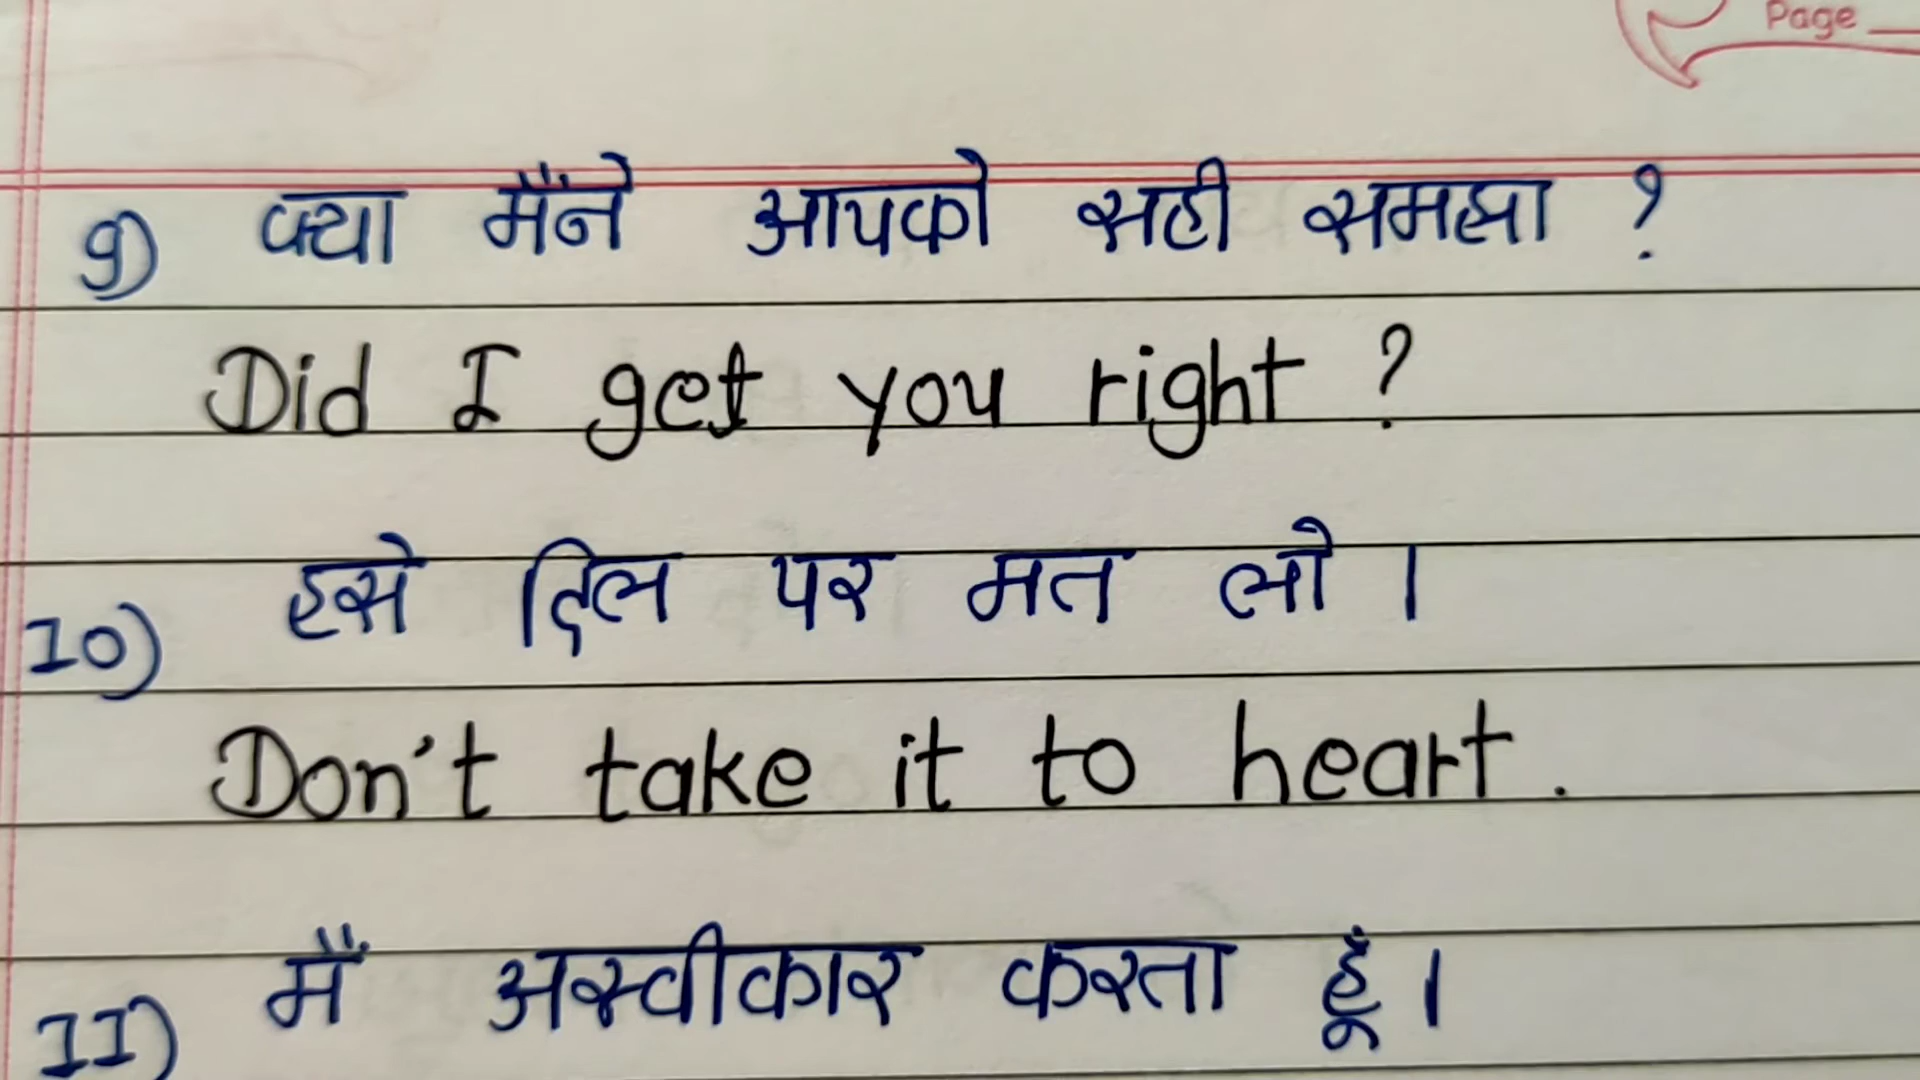 Page
9) क्या मैंने आपको सही समझा ?
Did I get you right ?
10) इसे दिल पर मत लो ।
Don't take it to heart.
11) मैं अस्वीकार करता हूँ ।